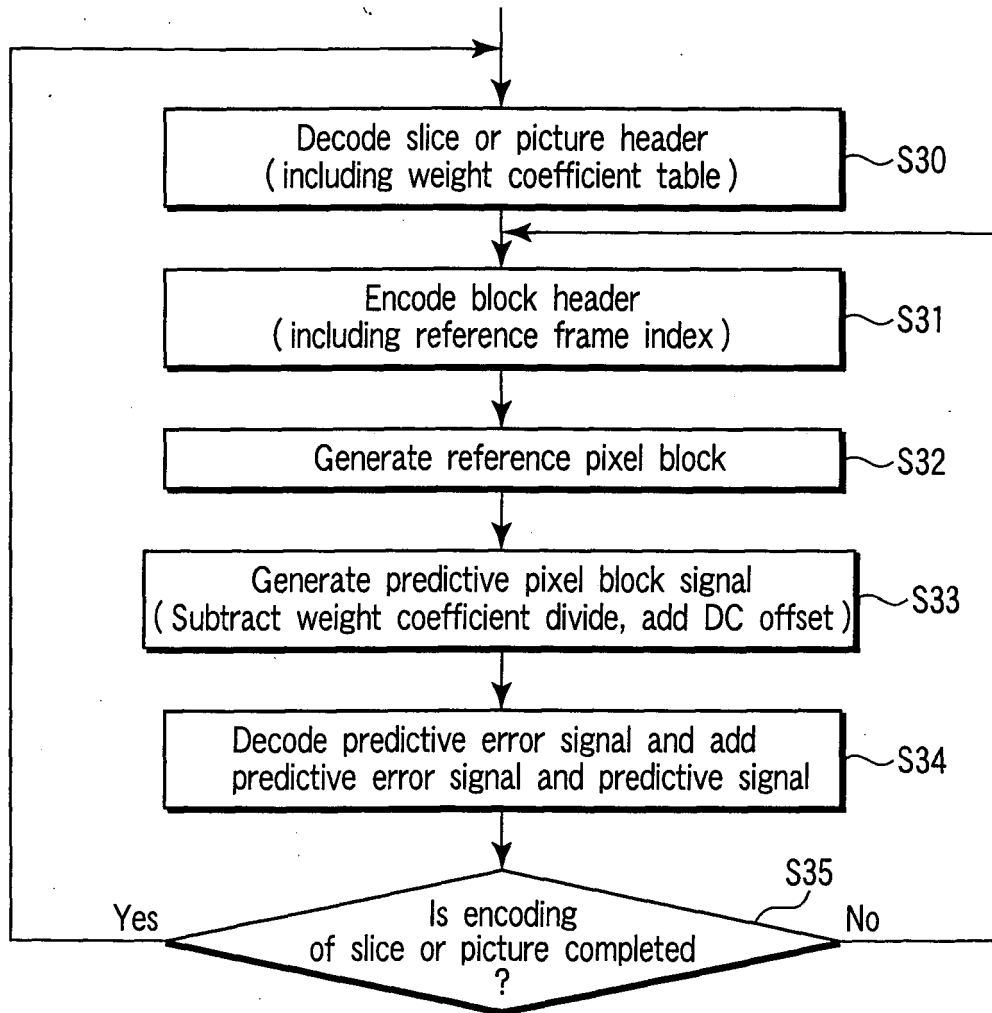 Decode slice or picture header
(including weight coefficient table)
S30
Encode block header
(including reference frame index)
S31
Generate reference pixel block
S32
Generate predictive pixel block signal
(Subtract weight coefficient divide, add DC offset)
S33
Decode predictive error signal and add
predictive error signal and predictive signal
S34
S35
Yes
Is encoding
of slice or picture completed
?
No